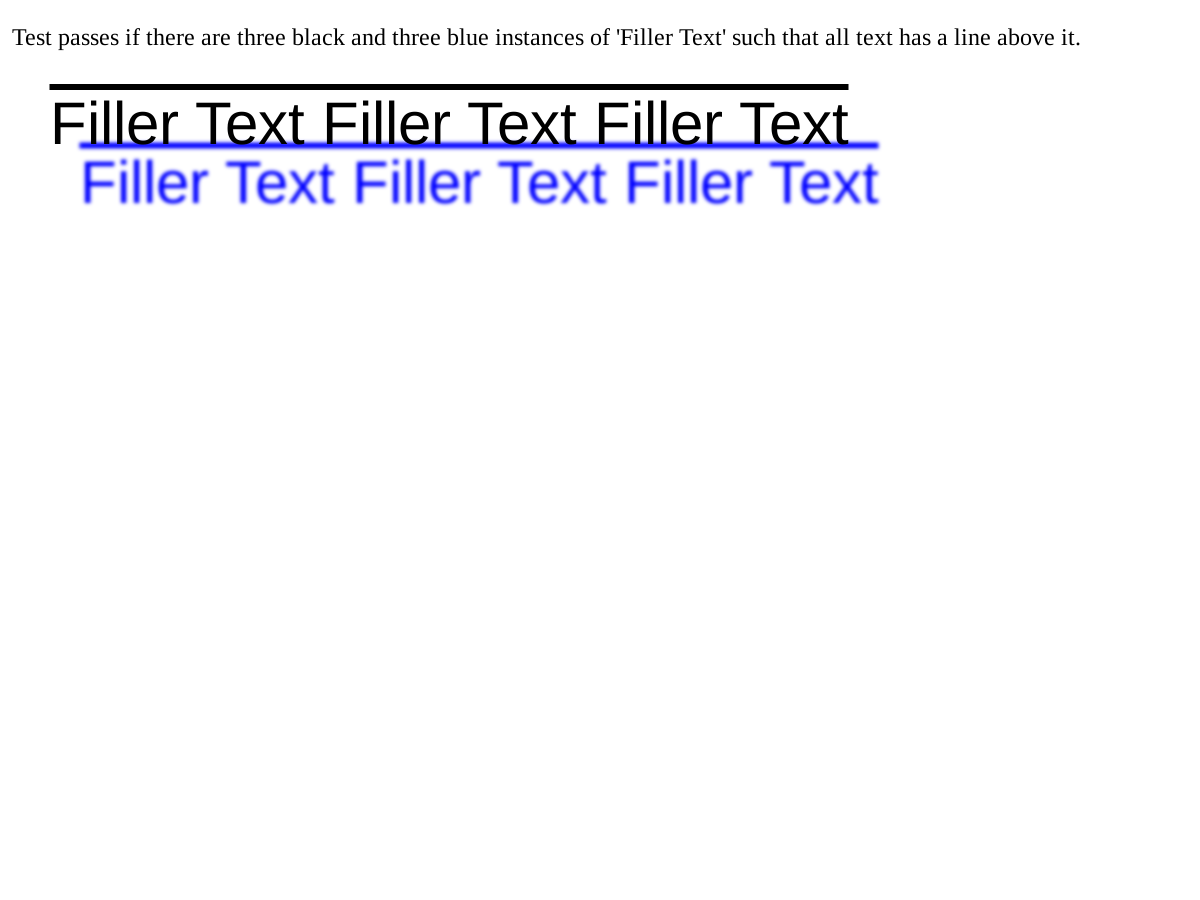 Test passes if there are three black and three blue instances of 'Filler Text' such that all text has a line above it.
Filler Text Filler Text Filler Text
Filler Text Filler Text Filler Text